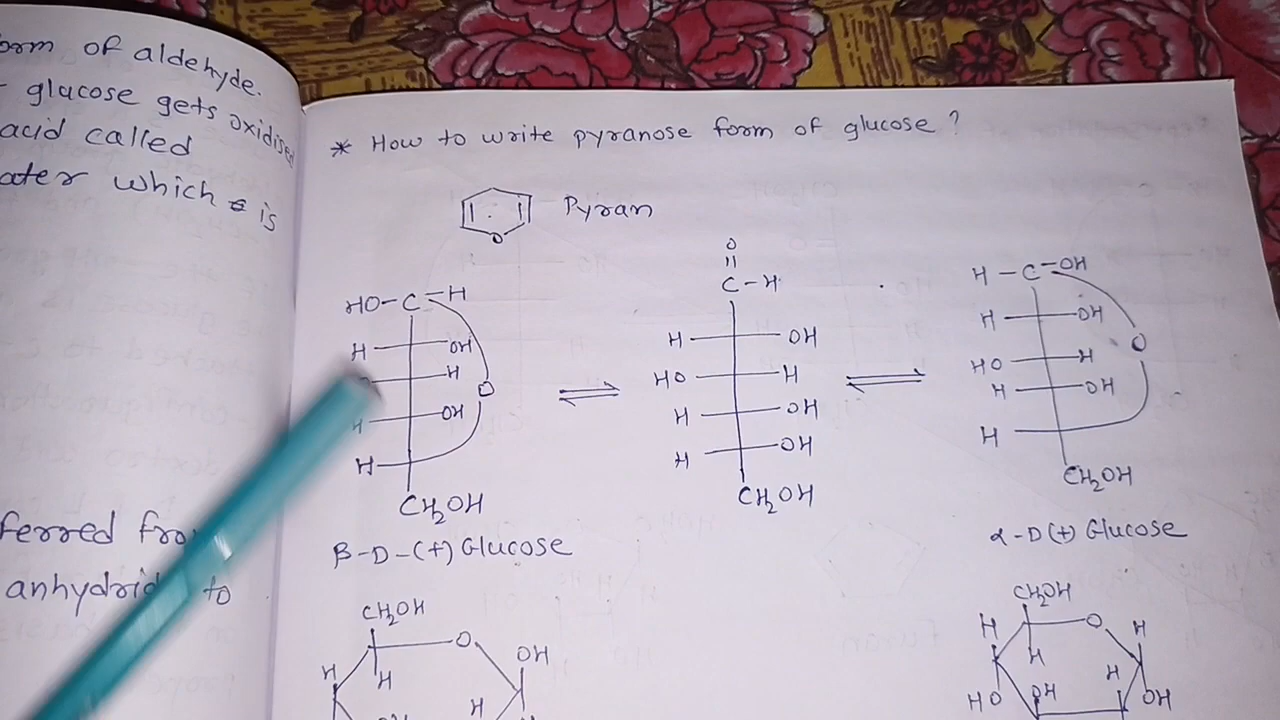 orm of aldehyde.
glucose gets oxidise
acid called
ater which is
ferred fro
anhydrid to
* How to write pyranose form of glucose ?
O
Pyran
HO-C-H
H OH
H
OH
H
H
O
CH₂OH
β-D-(+) Glucose
O
||
C-H
H OH
HO H
H OH
H OH
CH₂OH
H-C-OH
H OH
HO H
H OH
H
O
CH₂OH
α-D(+) Glucose
CH₂OH
O
H
H
OH
H
CH₂OH
O
H
H
H
H
HO
OH
OH